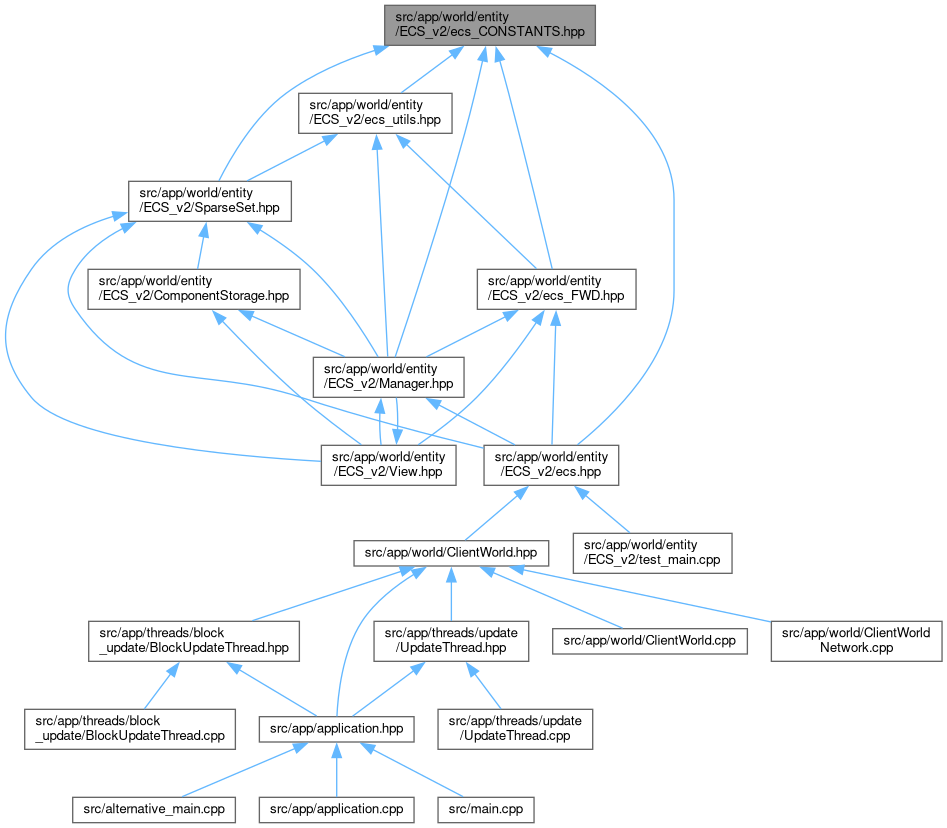 src/app/world/entity
/ECS_v2/ecs_CONSTANTS.hpp
src/app/world/entity
/ECS_v2/ecs_utils.hpp
src/app/world/entity
/ECS_v2/SparseSet.hpp
src/app/world/entity
/ECS_v2/ComponentStorage.hpp
src/app/world/entity
/ECS_v2/ecs_FWD.hpp
src/app/world/entity
/ECS_v2/Manager.hpp
src/app/world/entity
/ECS_v2/View.hpp
src/app/world/entity
/ECS_v2/ecs.hpp
src/app/world/ClientWorld.hpp
src/app/world/entity
/ECS_v2/test_main.cpp
src/app/threads/block
_update/BlockUpdateThread.hpp
src/app/threads/update
/UpdateThread.hpp
src/app/world/ClientWorld.cpp
src/app/world/ClientWorld
Network.cpp
src/app/threads/block
_update/BlockUpdateThread.cpp
src/app/application.hpp
src/app/threads/update
/UpdateThread.cpp
src/alternative_main.cpp
src/app/application.cpp
src/main.cpp